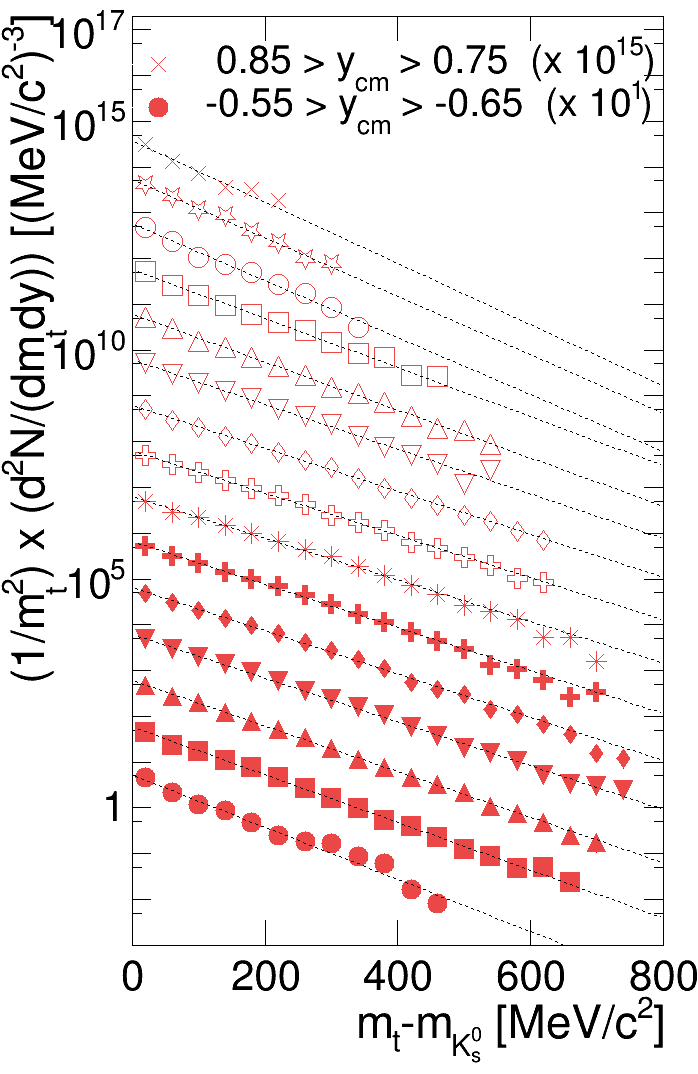 10^17
0.85 > y_cm > 0.75 (x 10^15)
-0.55 > y_cm > -0.65 (x 10^1)
10^15
10^10
10^5
1
(1/m_t^2) x (d^2N/(dm_tdy)) [(MeV/c^2)^-3]
0 200 400 600 800
m_t-m_K_s^0 [MeV/c^2]